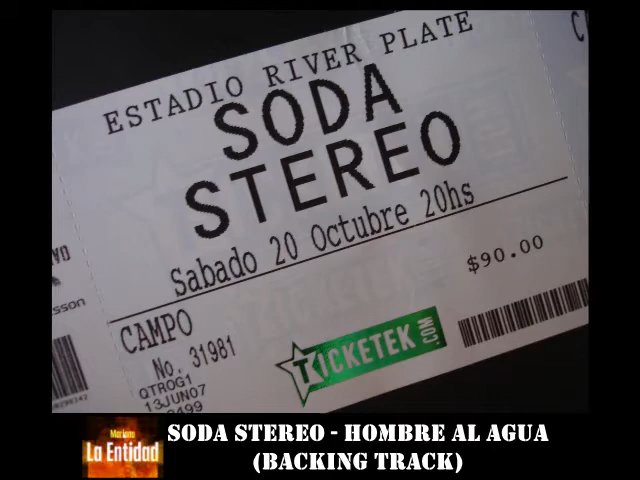 ESTADIO RIVER PLATE
SODA
STEREO
Sabado 20 Octubre 20hs
$90.00
CAMPO
No. 31981
QTROG1
13JUN07
TICKETEK.COM
Mariano
La Entidad
SODA STEREO - HOMBRE AL AGUA
(BACKING TRACK)